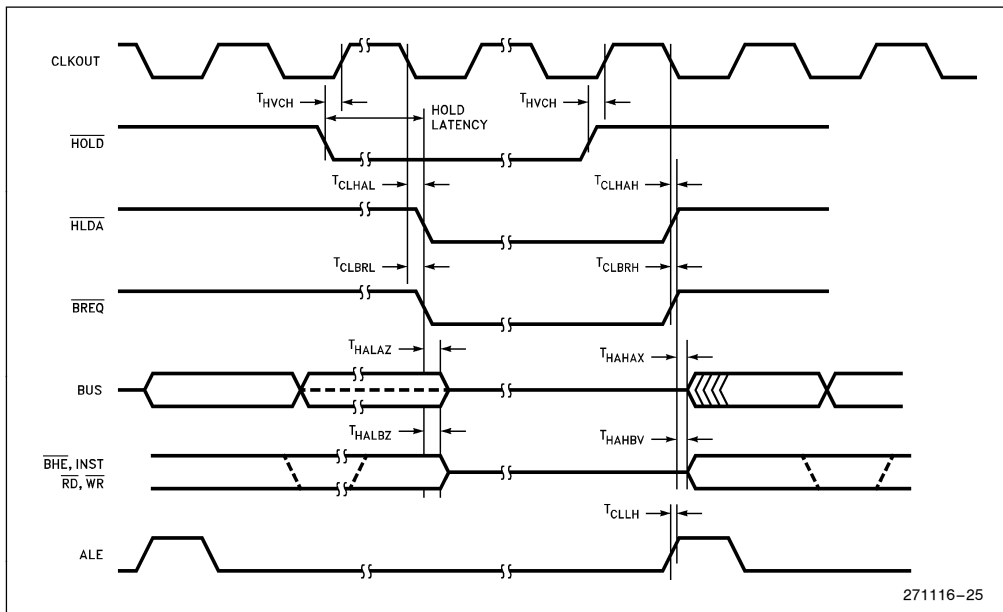 CLKOUT
T_HVCH
T_HVCH
HOLD
LATENCY
HOLD
T_CLHAL
T_CLHAH
HLDA
T_CLBRL
T_CLBRH
BREQ
T_HALAZ
T_HAHAX
BUS
T_HALBZ
T_HAHBV
BHE, INST
RD, WR
T_CLLH
ALE
271116-25